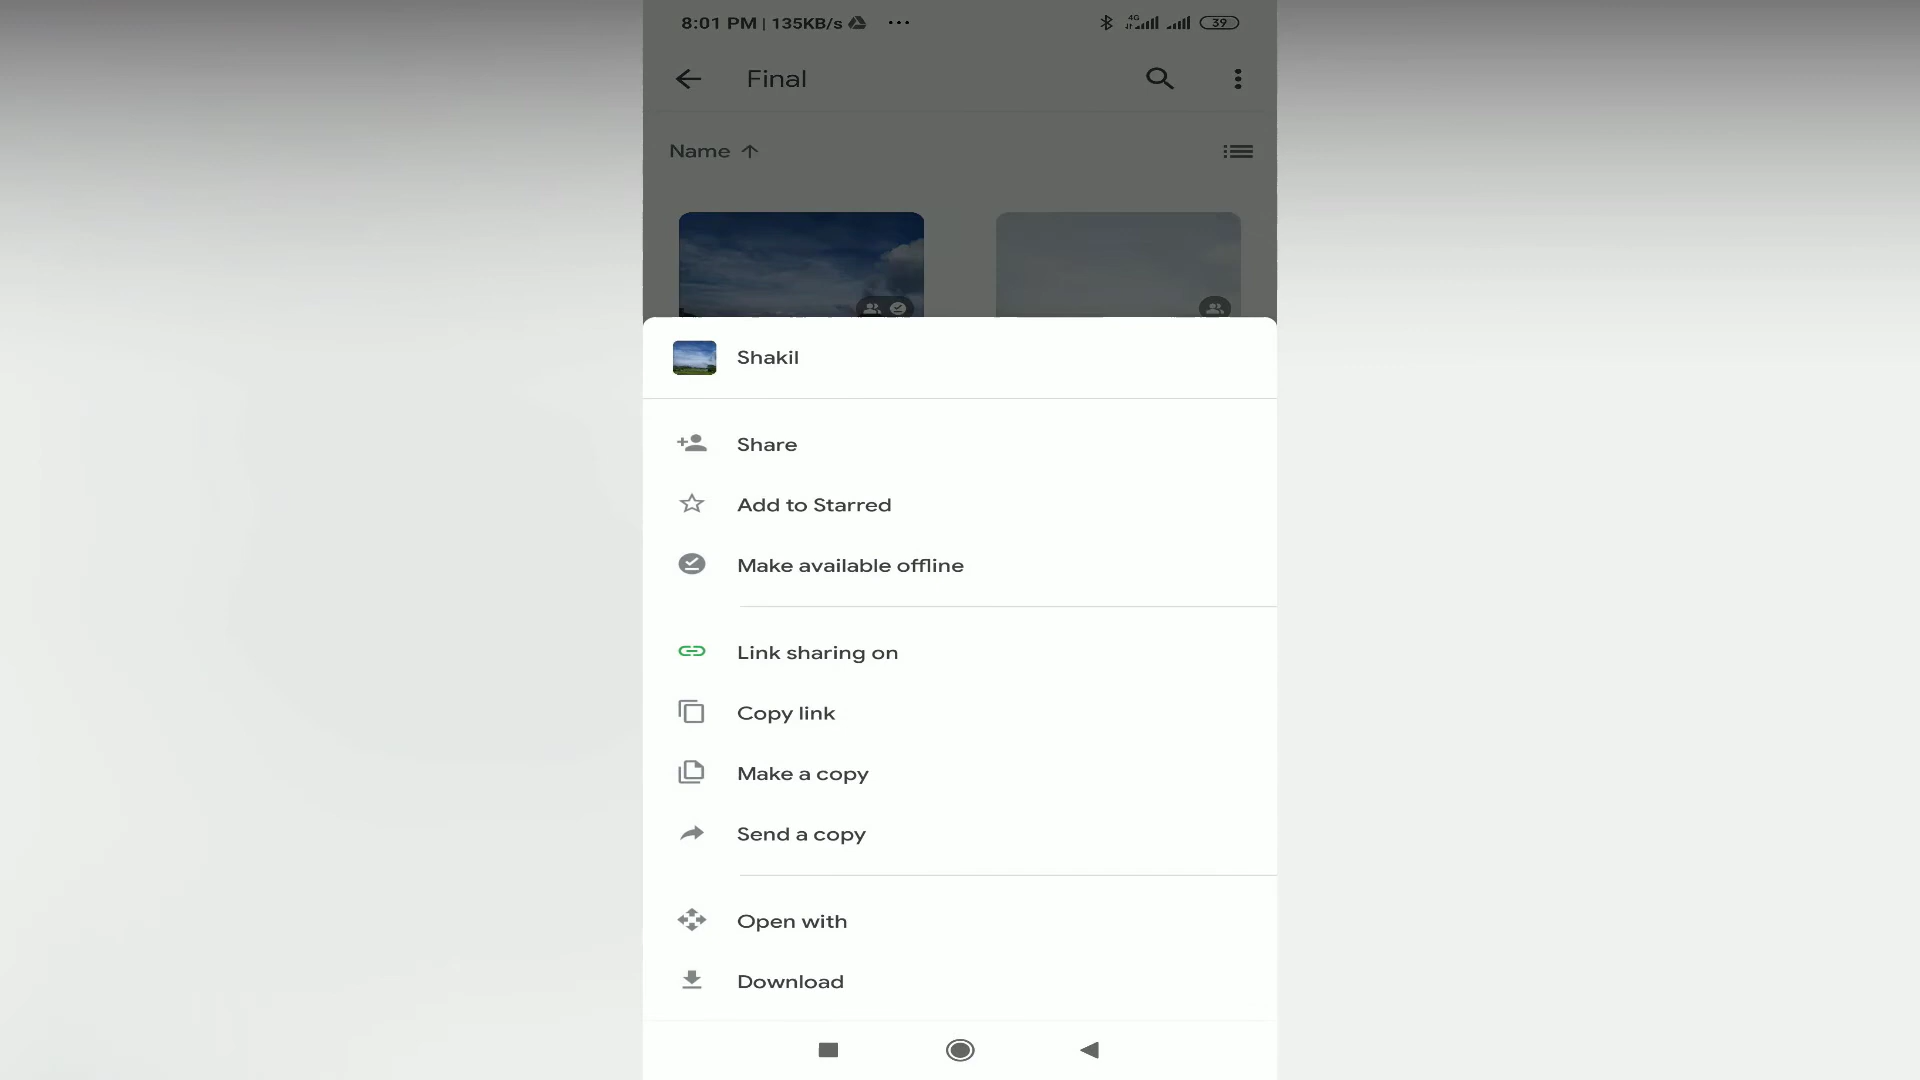 8:01 PM | 135KB/s ...
4G
39
Final
Name
Shakil
Share
Add to Starred
Make available offline
Link sharing on
Copy link
Make a copy
Send a copy
Open with
Download